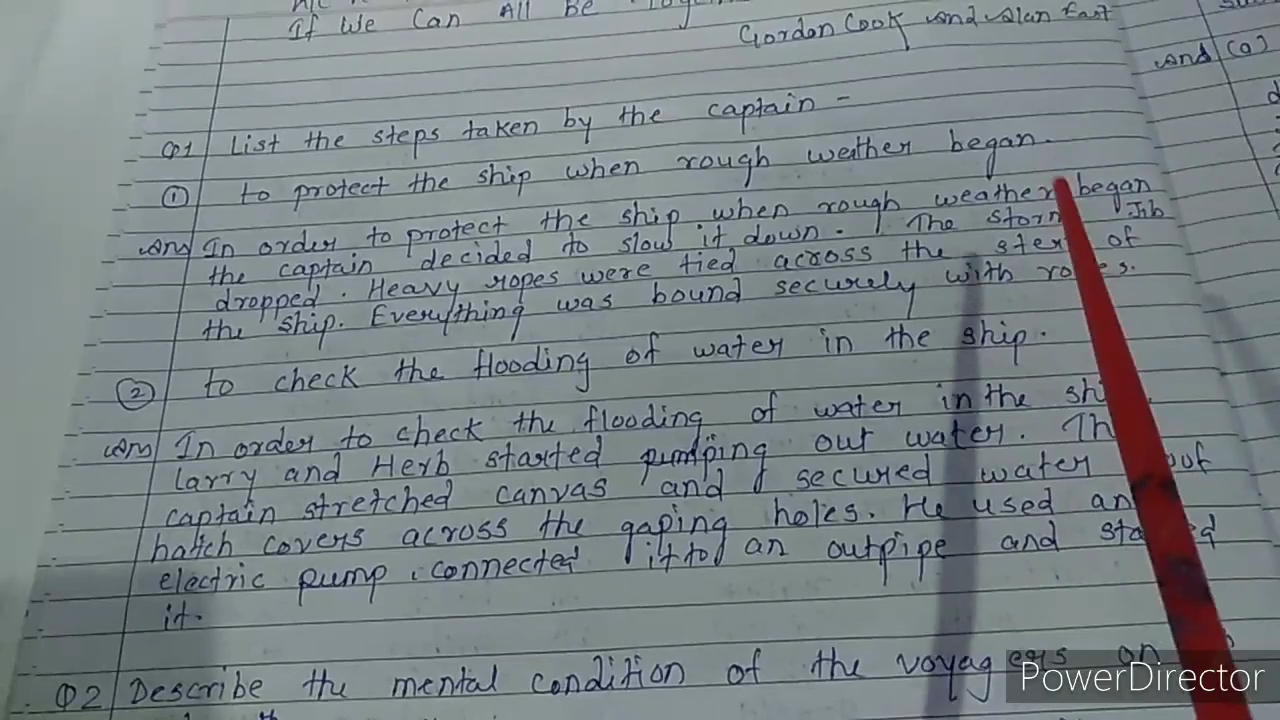 If We Can All Be
Gordon Cook and Alan East
And (a)
Q1 List the steps taken by the captain -
① to protect the ship when rough weather began.
Ans In order to protect the ship when rough weather began
the captain decided to slow it down. The storm Jib
dropped. Heavy ropes were tied across the stern of
the ship. Everything was bound securely with ropes.
② to check the flooding of water in the ship.
Ans In order to check the flooding of water in the
Larry and Herb started pumping out water. The
captain stretched canvas and secured water
hatch covers across the gaping holes. He used
electric pump, connected it to an outpipe and started
it.
Q2 Describe the mental condition of the voyagers on
PowerDirector